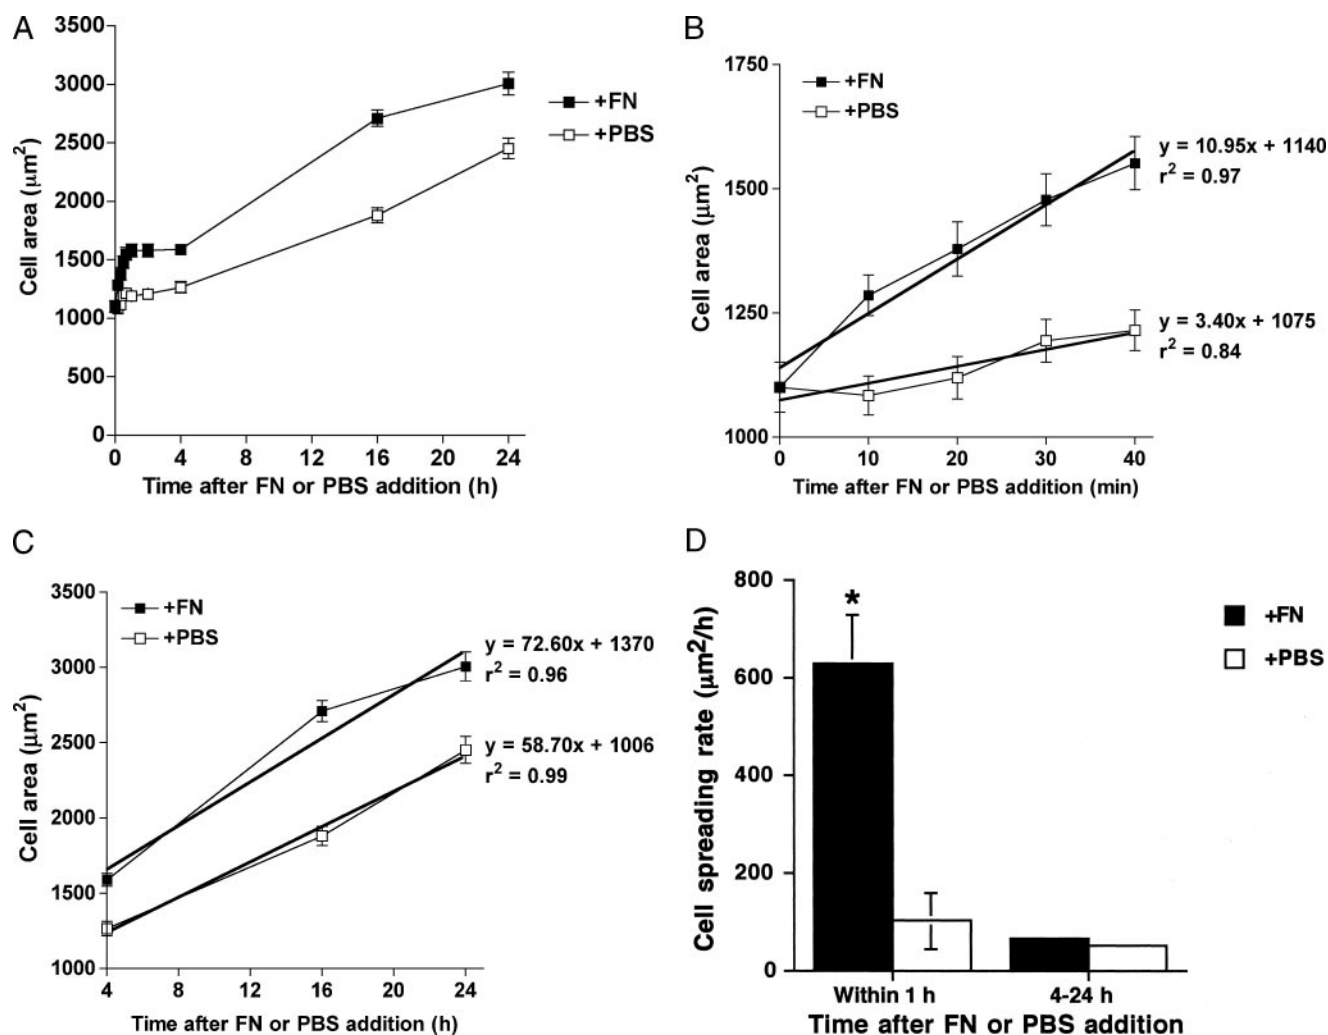 A
3500
3000
2500
2000
1500
1000
500
0
Cell area (μm²)
0 4 8 12 16 20 24
Time after FN or PBS addition (h)
+FN
+PBS
B
1750
1500
1250
1000
Cell area (μm²)
0 10 20 30 40
Time after FN or PBS addition (min)
+FN
+PBS
y = 10.95x + 1140
r² = 0.97
y = 3.40x + 1075
r² = 0.84
C
3500
3000
2500
2000
1500
1000
Cell area (μm²)
4 8 12 16 20 24
Time after FN or PBS addition (h)
+FN
+PBS
y = 72.60x + 1370
r² = 0.96
y = 58.70x + 1006
r² = 0.99
D
800
600
400
200
0
Cell spreading rate (μm²/h)
*
Within 1 h 4-24 h
Time after FN or PBS addition
+FN
+PBS